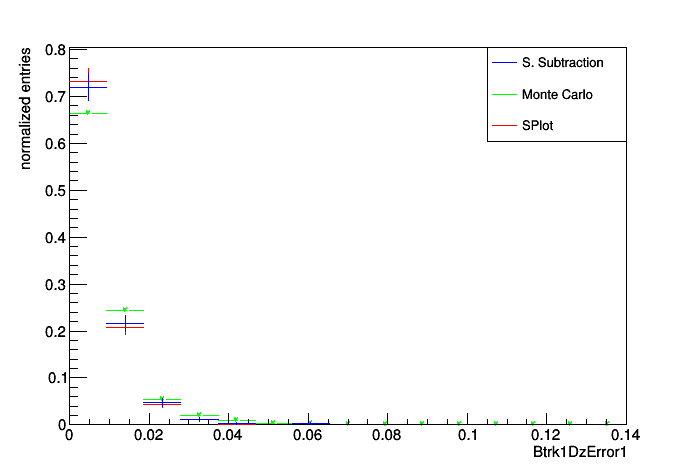 normalized entries
0.8
0.7
0.6
0.5
0.4
0.3
0.2
0.1
0
S. Subtraction
Monte Carlo
SPlot
0 0.02 0.04 0.06 0.08 0.1 0.12 0.14
Btrk1DzError1